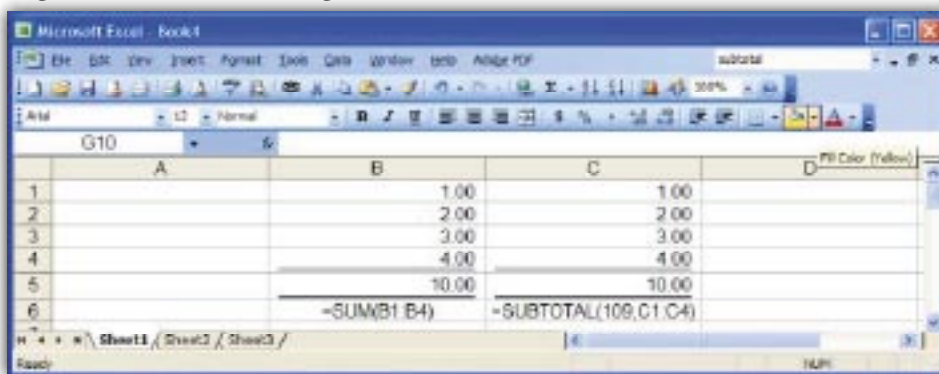 Microsoft Excel - Book4
File Edit View Insert Format Tools Data Window Help Adobe PDF subtotal
Arial 12 Normal B I U $ %
G10 fx
Fill Color (Yellow)
A B C D
1 1.00 1.00
2 2.00 2.00
3 3.00 3.00
4 4.00 4.00
5 10.00 10.00
6 =SUM(B1:B4) =SUBTOTAL(109,C1:C4)
Sheet1 / Sheet2 / Sheet3 /
Ready NUM